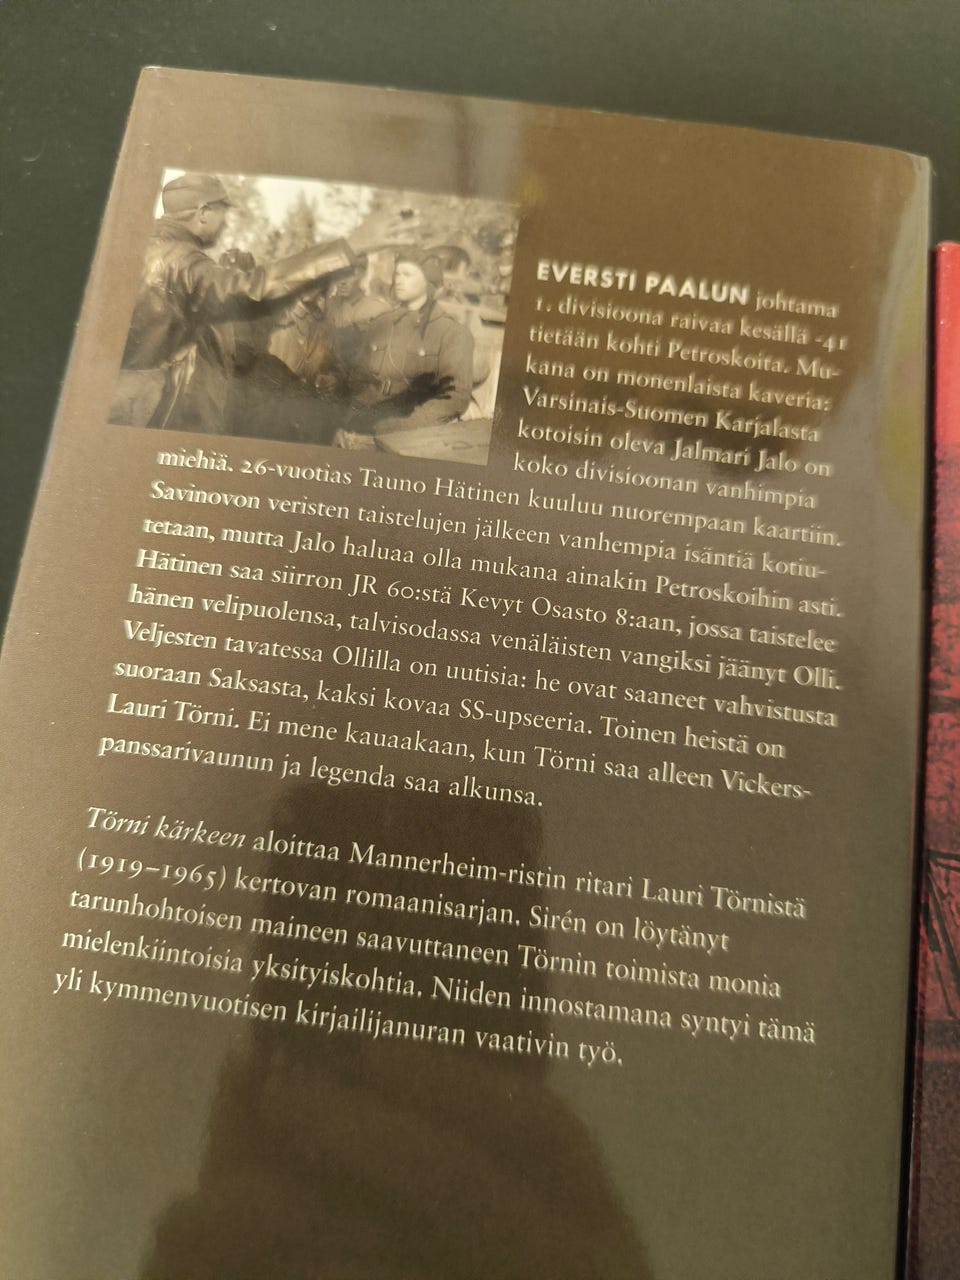 EVERSTI PAALUN johtama
1. divisioona raivaa kesällä -41
tietään kohti Petroskoita. Mu-
kana on monenlaista kaveria:
Varsinais-Suomen Karjalasta
kotoisin oleva Jalmari Jalo on
koko divisioonan vanhimpia
miehiä. 26-vuotias Tauno Hätinen kuuluu nuorempaan kaartiin.
Savinovon veristen taistelujen jälkeen vanhempia isäntiä kotiu-
tetaan, mutta Jalo haluaa olla mukana ainakin Petroskoihin asti.
Hätinen saa siirron JR 60:stä Kevyt Osasto 8:aan, jossa taistelee
hänen velipuolensa, talvisodassa venäläisten vangiksi jäänyt Olli.
Veljesten tavatessa Ollilla on uutisia: he ovat saaneet vahvistusta
suoraan Saksasta, kaksi kovaa SS-upseeria. Toinen heistä on
Lauri Törni. Ei mene kauaakaan, kun Törni saa alleen Vickers-
panssarivaunun ja legenda saa alkunsa.
Törni kärkeen aloittaa Mannerheim-ristin ritari Lauri Törnistä
(1919–1965) kertovan romaanisarjan. Sirén on löytänyt
tarunhohtoisen maineen saavuttaneen Törnin toimista monia
mielenkiintoisia yksityiskohtia. Niiden innostamana syntyi tämä
yli kymmenvuotisen kirjailijanuran vaativin työ.